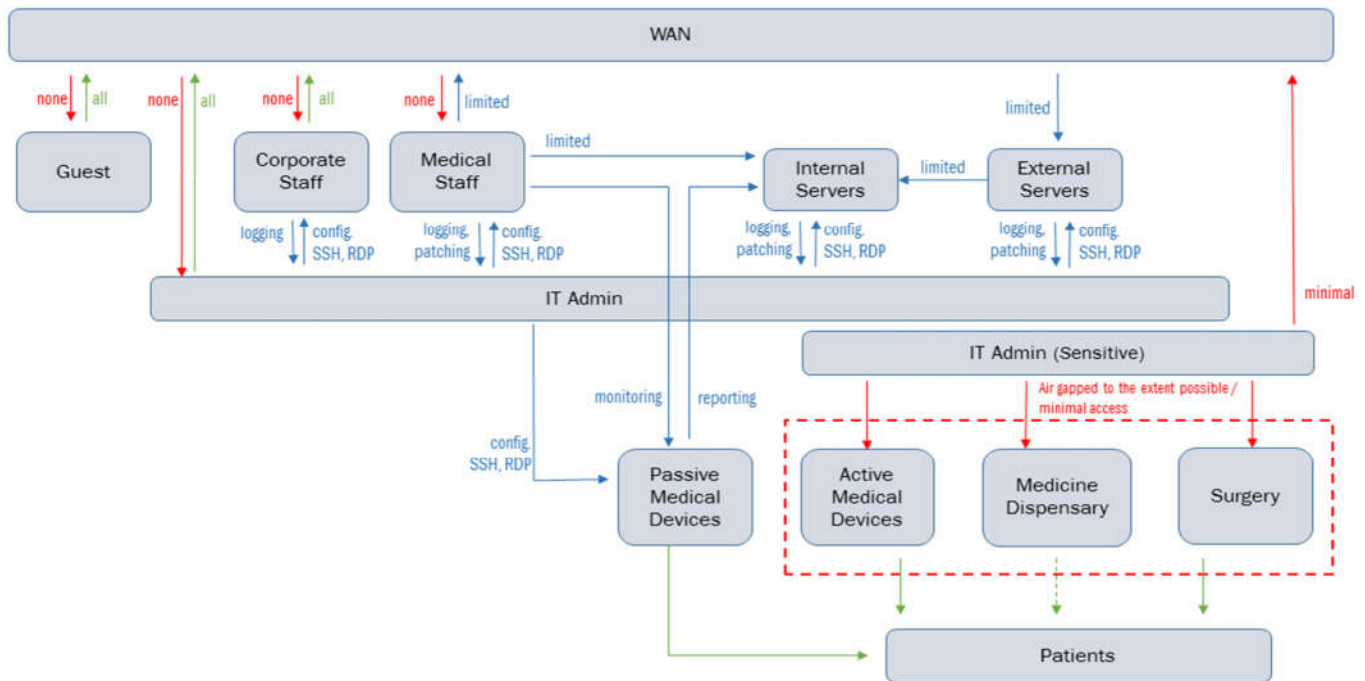 WAN
none
all
none
all
none
all
none
limited
limited
Guest
Corporate
Staff
Medical
Staff
limited
Internal
Servers
limited
External
Servers
logging
config.
SSH, RDP
logging,
patching
config.
SSH, RDP
logging,
patching
config.
SSH, RDP
logging,
patching
config.
SSH, RDP
IT Admin
minimal
IT Admin (Sensitive)
Air gapped to the extent possible /
minimal access
monitoring
reporting
config.
SSH, RDP
Passive
Medical
Devices
Active
Medical
Devices
Medicine
Dispensary
Surgery
Patients